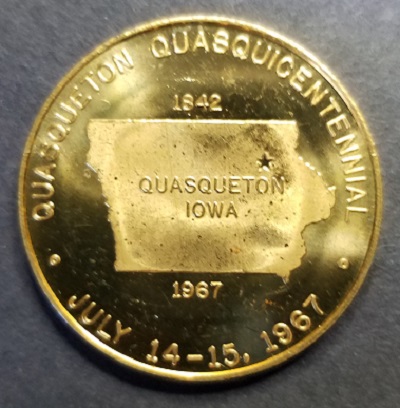 QUASQUETON QUASQUICENTENNIAL
1842
QUASQUETON
IOWA
1967
JULY 14-15, 1967